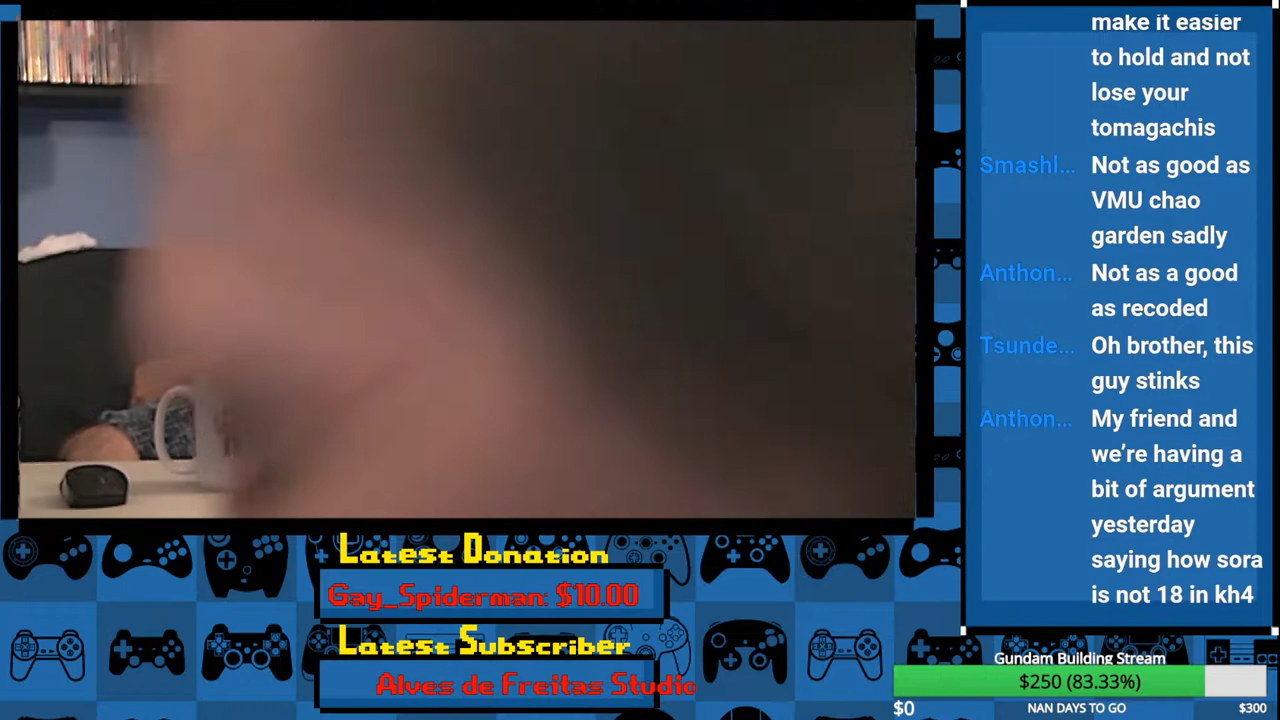 make it easier
to hold and not
lose your
tomagachis
Smashl... Not as good as
VMU chao
garden sadly
Anthon... Not as a good
as recoded
Tsunde... Oh brother, this
guy stinks
Anthon... My friend and
we’re having a
bit of argument
yesterday
saying how sora
is not 18 in kh4
Latest Donation
Gay_Spiderman: $10.00
Latest Subscriber
Alves de Freitas Studio
Gundam Building Stream
$250 (83.33%)
$0 NAN DAYS TO GO $300